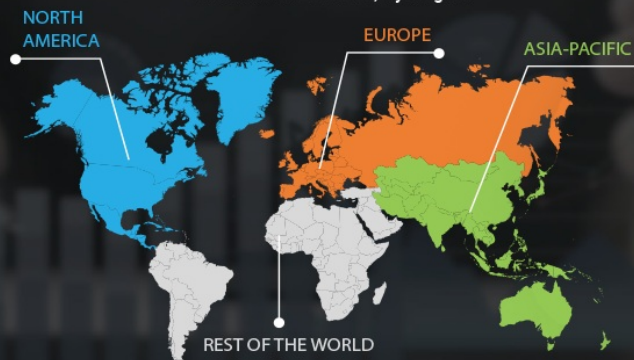 NORTH
AMERICA
EUROPE
ASIA-PACIFIC
REST OF THE WORLD